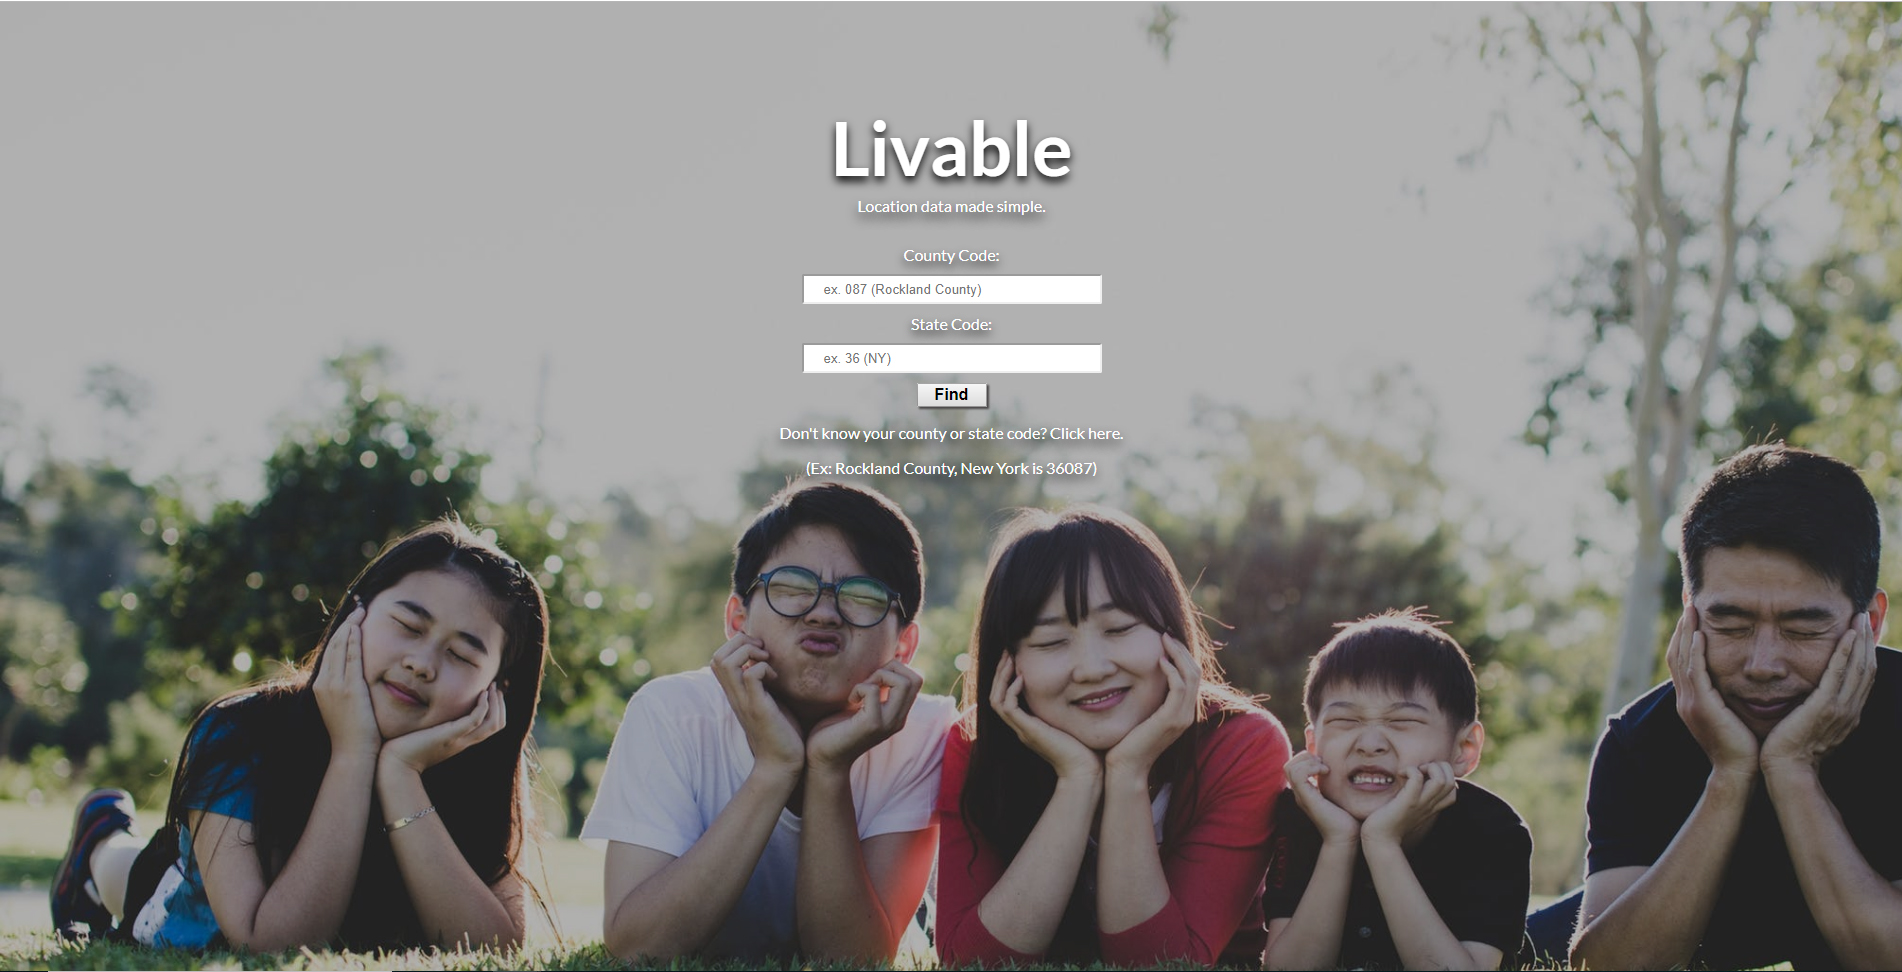 Livable
Location data made simple.
County Code:
ex. 087 (Rockland County)
State Code:
ex. 36 (NY)
Find
Don't know your county or state code? Click here.
(Ex: Rockland County, New York is 36087)